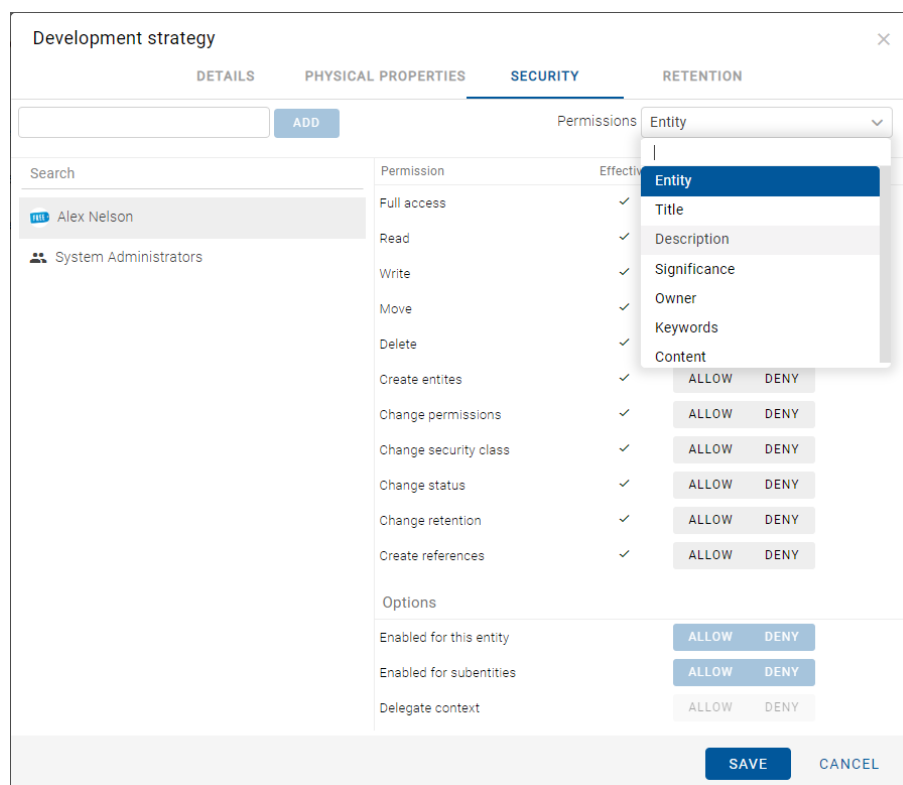 Development strategy
DETAILS PHYSICAL PROPERTIES SECURITY RETENTION
ADD Permissions Entity
Search
Alex Nelson
System Administrators
Permission Effectiv
Full access
Read
Write
Move
Delete
Create entites ALLOW DENY
Change permissions ALLOW DENY
Change security class ALLOW DENY
Change status ALLOW DENY
Change retention ALLOW DENY
Create references ALLOW DENY
Options
Enabled for this entity ALLOW DENY
Enabled for subentities ALLOW DENY
Delegate context ALLOW DENY
Entity
Title
Description
Significance
Owner
Keywords
Content
SAVE CANCEL